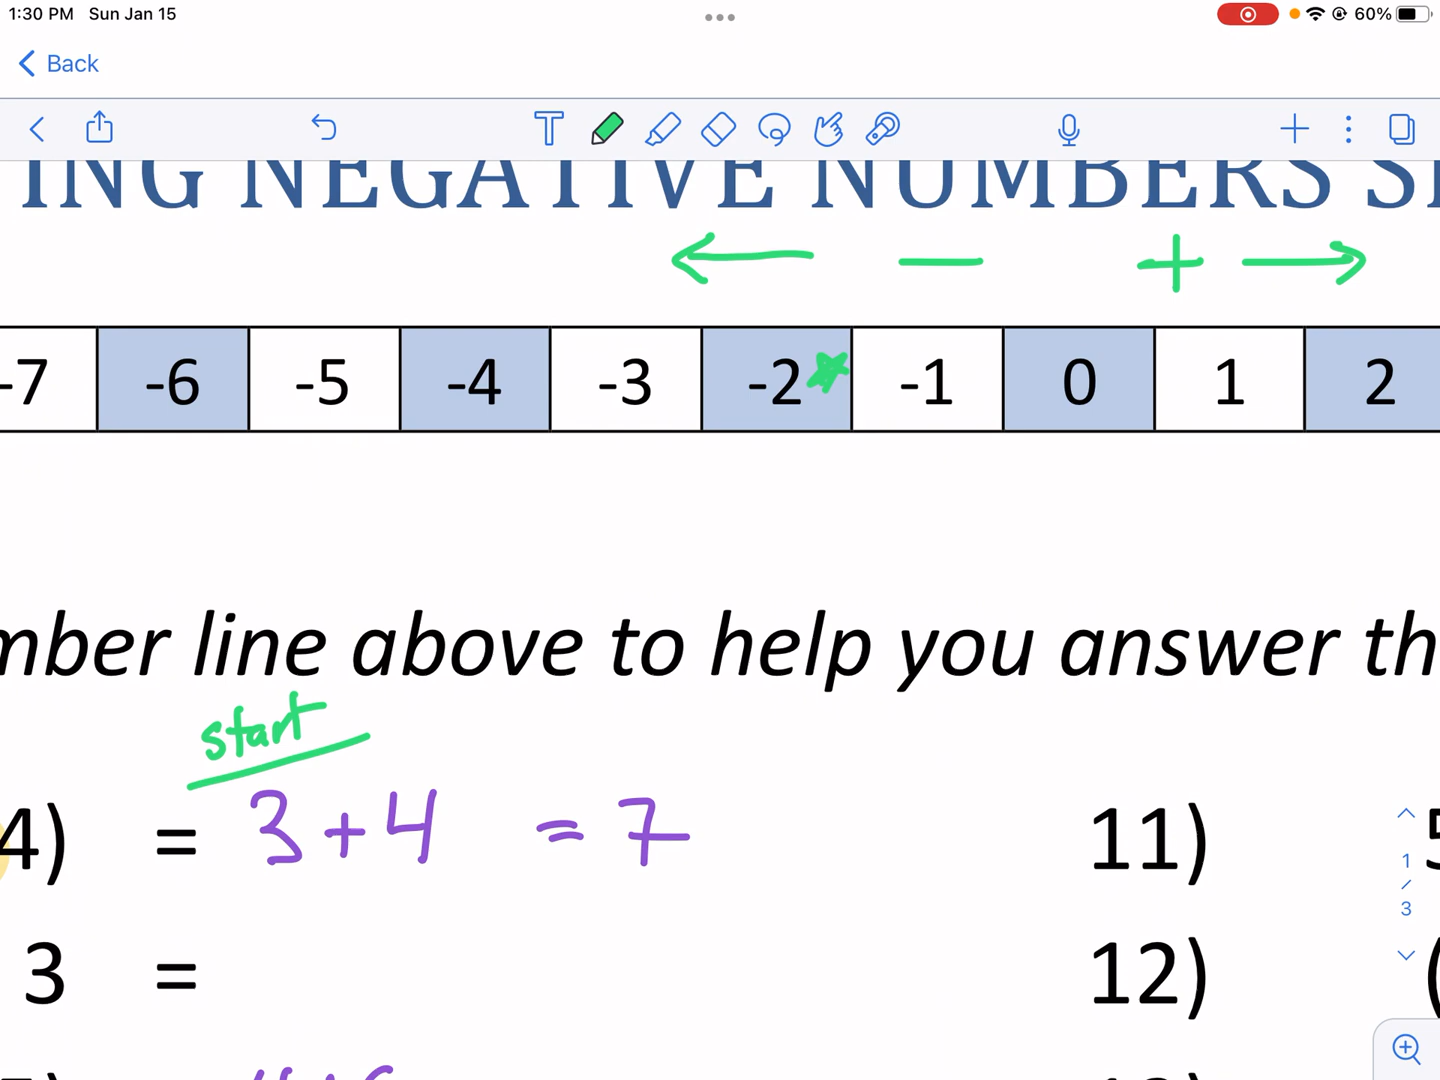 1:30 PM Sun Jan 15 60%
Back
ING NEGATIVE NUMBERS S
← − + →
-7 -6 -5 -4 -3 -2 -1 0 1 2
mber line above to help you answer th
start
4) = 3 + 4 = 7 11) 5
1
/
3
3 = 12) (